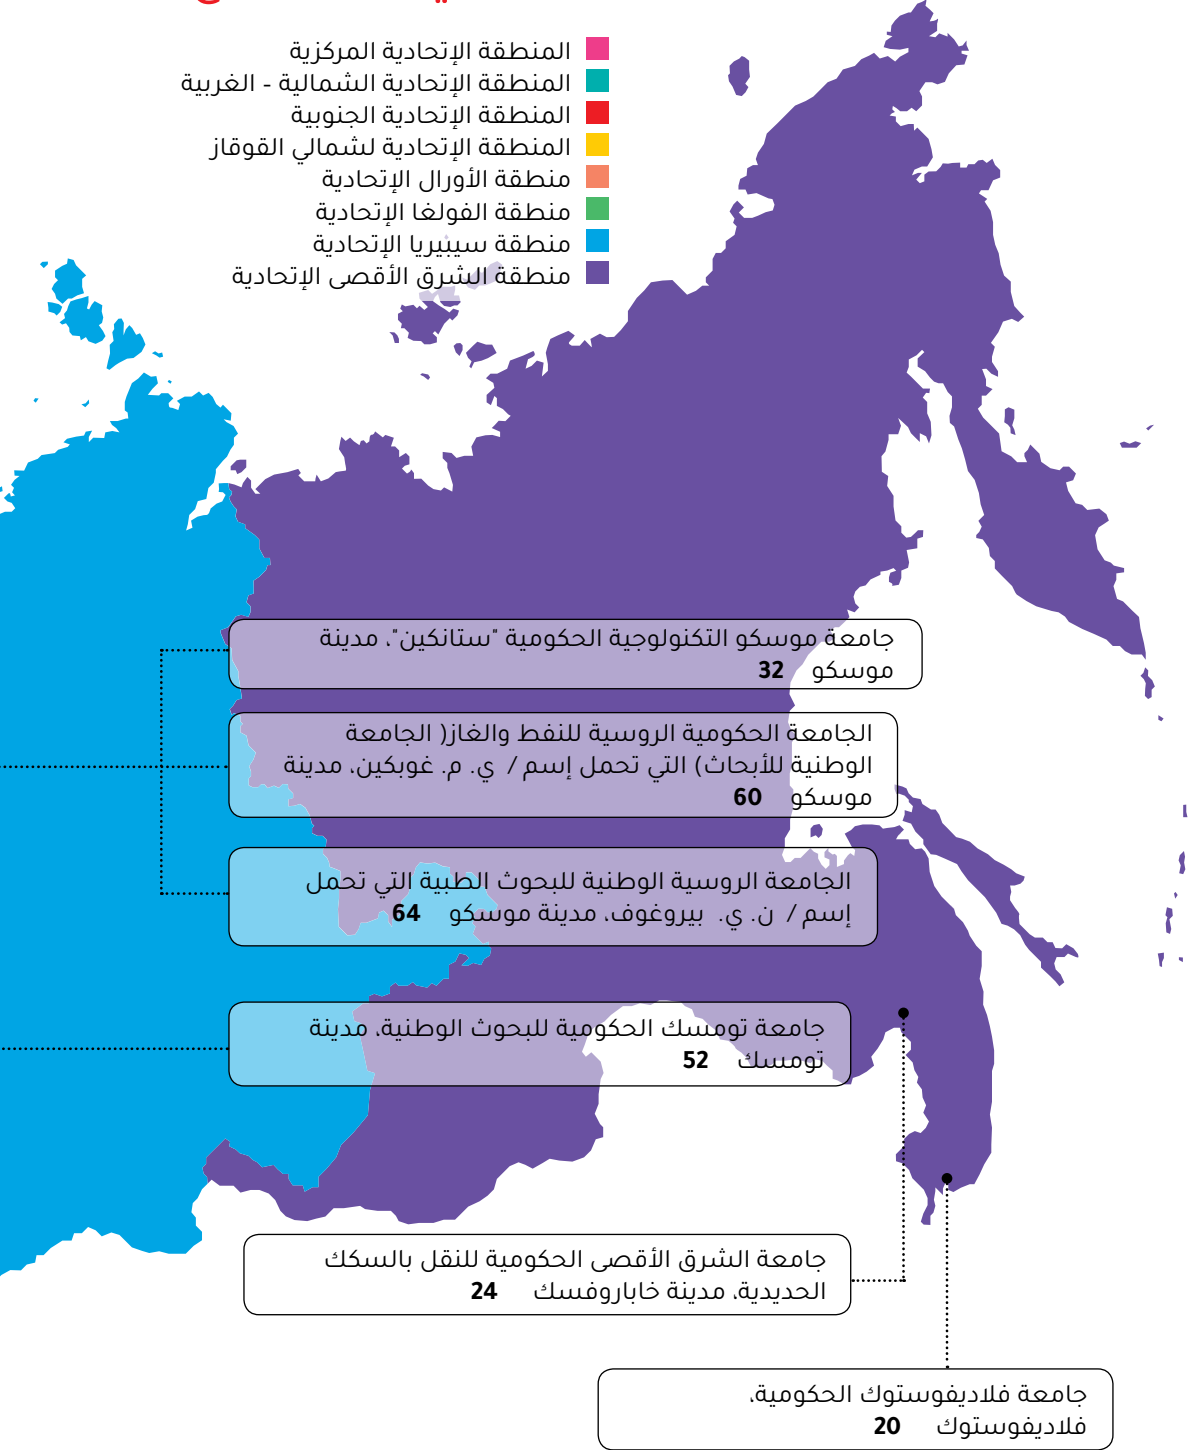 المنطقة الإتحادية المركزية
المنطقة الإتحادية الشمالية - الغربية
المنطقة الإتحادية الجنوبية
المنطقة الإتحادية لشمالي القوقاز
منطقة الأورال الإتحادية
منطقة الفولغا الإتحادية
منطقة سيبيريا الإتحادية
منطقة الشرق الأقصى الإتحادية
جامعة موسكو التكنولوجية الحكومية "ستانكين"، مدينة
موسكو 32
الجامعة الحكومية الروسية للنفط والغاز( الجامعة
الوطنية للأبحاث) التي تحمل إسم / ي. م. غوبكين، مدينة
موسكو 60
الجامعة الروسية الوطنية للبحوث الطبية التي تحمل
إسم / ن. ي. بيروغوف، مدينة موسكو 64
جامعة تومسك الحكومية للبحوث الوطنية، مدينة
تومسك 52
جامعة الشرق الأقصى الحكومية للنقل بالسكك
الحديدية، مدينة خاباروفسك 24
جامعة فلاديفوستوك الحكومية،
فلاديفوستوك 20